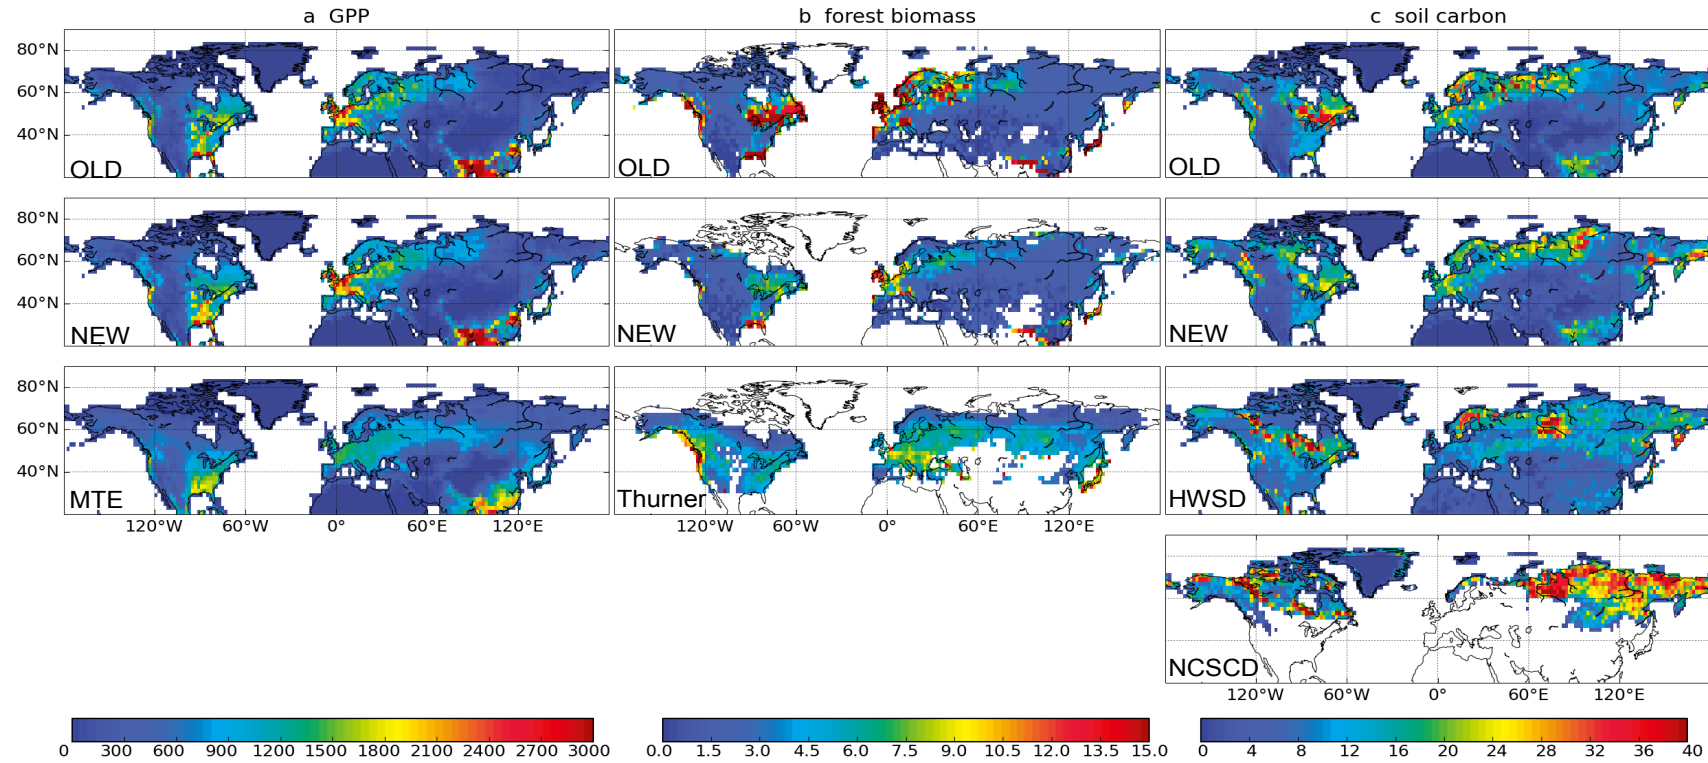 a GPP
b forest biomass
c soil carbon
80°N
60°N
40°N
OLD
OLD
OLD
80°N
60°N
40°N
NEW
NEW
NEW
80°N
60°N
40°N
MTE
Thurner
HWSD
120°W 60°W 0° 60°E 120°E
120°W 60°W 0° 60°E 120°E
NCSCD
120°W 60°W 0° 60°E 120°E
0 300 600 900 1200 1500 1800 2100 2400 2700 3000
0.0 1.5 3.0 4.5 6.0 7.5 9.0 10.5 12.0 13.5 15.0
0 4 8 12 16 20 24 28 32 36 40